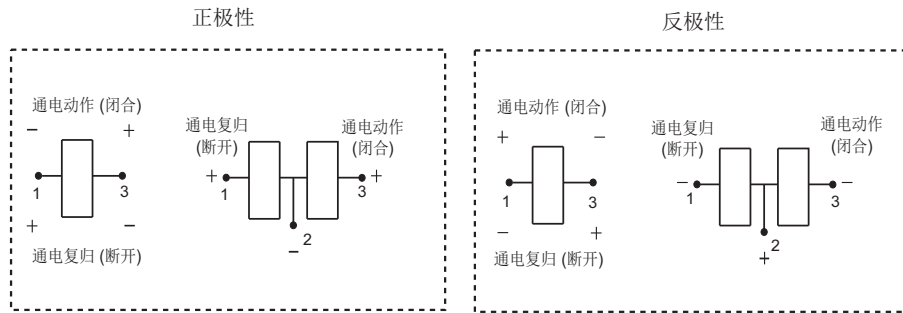 正极性
通电动作 (闭合)
− +
1 3
+ −
通电复归 (断开)
通电复归
(断开)
通电动作
(闭合)
+ +
1 3
2
−
反极性
通电动作 (闭合)
+ −
1 3
− +
通电复归 (断开)
通电复归
(断开)
通电动作
(闭合)
− −
1 3
2
+